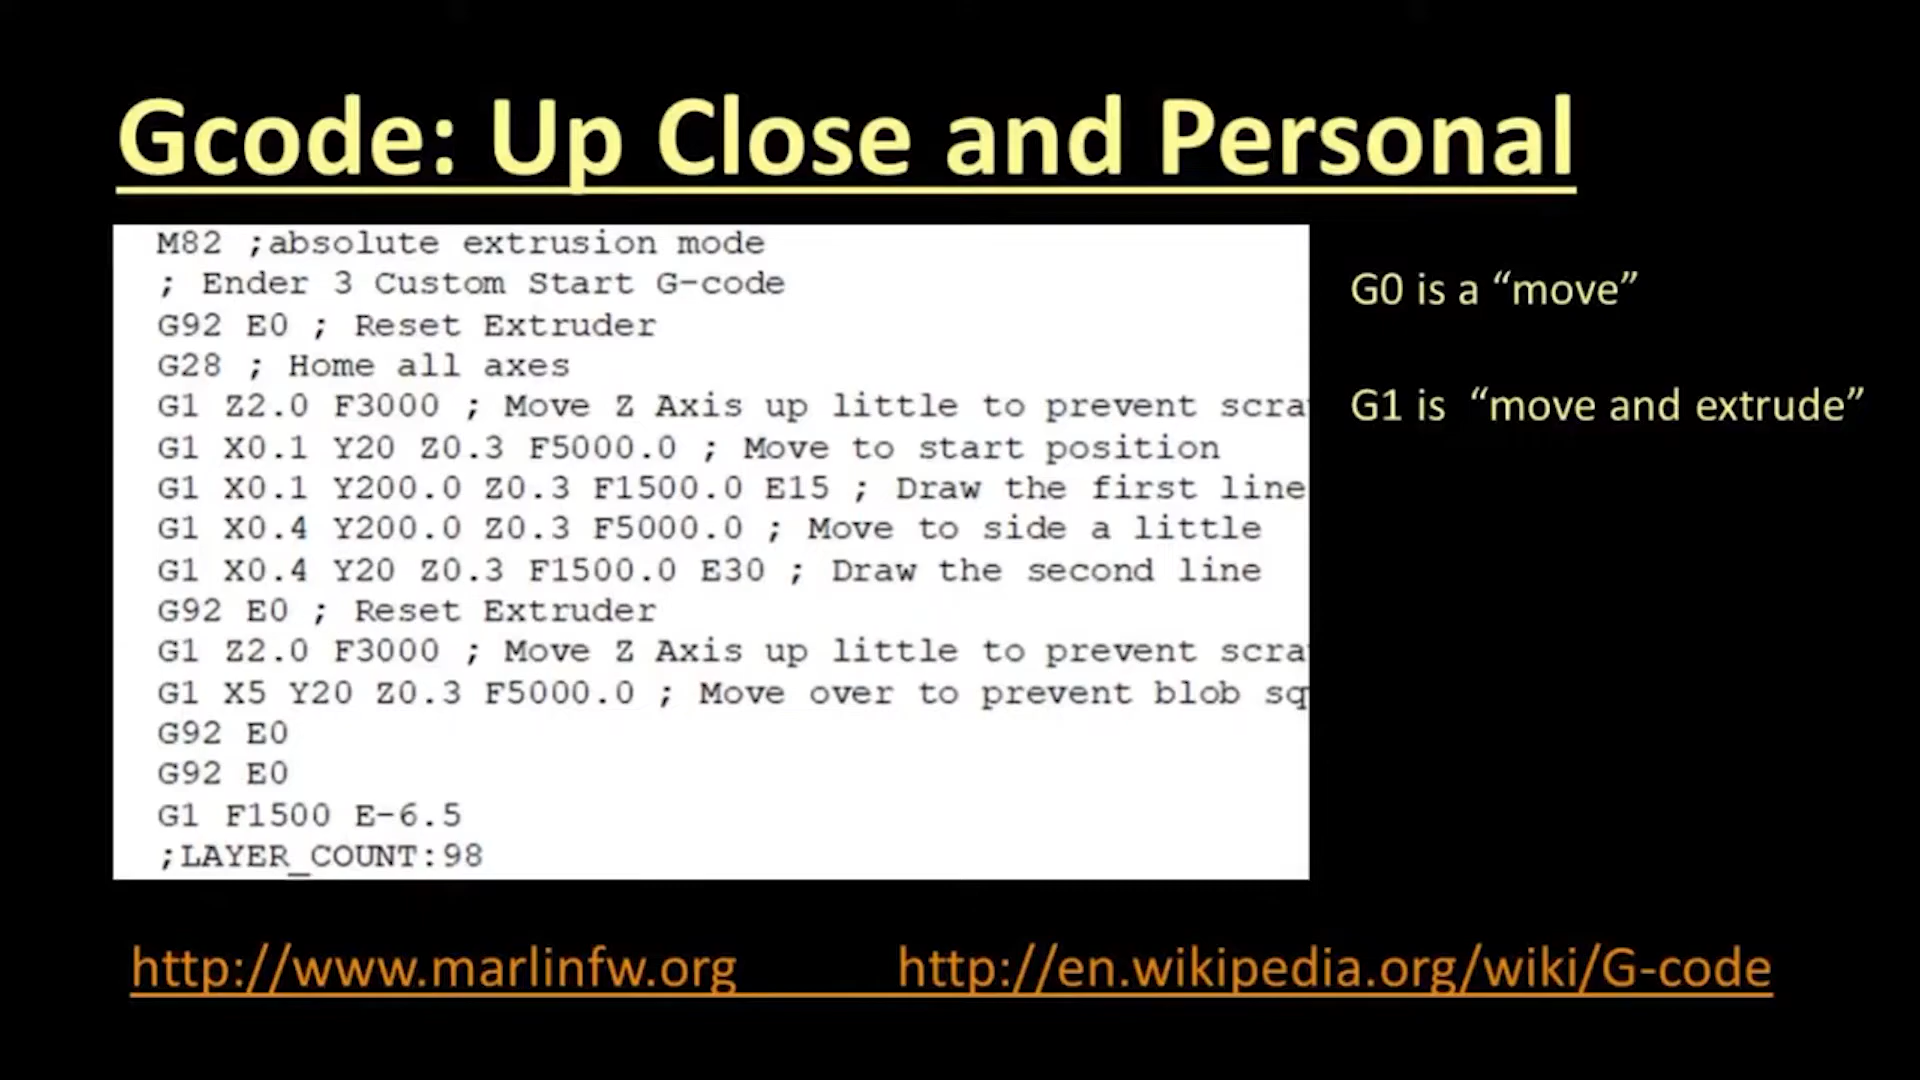 Gcode: Up Close and Personal
M82 ;absolute extrusion mode
; Ender 3 Custom Start G-code
G92 E0 ; Reset Extruder
G28 ; Home all axes
G1 Z2.0 F3000 ; Move Z Axis up little to prevent scra
G1 X0.1 Y20 Z0.3 F5000.0 ; Move to start position
G1 X0.1 Y200.0 Z0.3 F1500.0 E15 ; Draw the first line
G1 X0.4 Y200.0 Z0.3 F5000.0 ; Move to side a little
G1 X0.4 Y20 Z0.3 F1500.0 E30 ; Draw the second line
G92 E0 ; Reset Extruder
G1 Z2.0 F3000 ; Move Z Axis up little to prevent scra
G1 X5 Y20 Z0.3 F5000.0 ; Move over to prevent blob sq
G92 E0
G92 E0
G1 F1500 E-6.5
;LAYER_COUNT:98
G0 is a “move”
G1 is “move and extrude”
http://www.marlinfw.org http://en.wikipedia.org/wiki/G-code